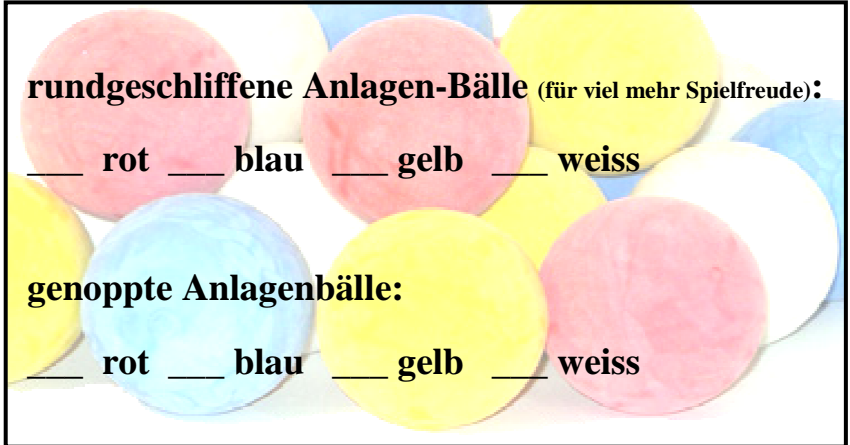 rundgeschliffene Anlagen-Bälle (für viel mehr Spielfreude):
___ rot ___ blau ___ gelb ___ weiss
genoppte Anlagenbälle:
___ rot ___ blau ___ gelb ___ weiss